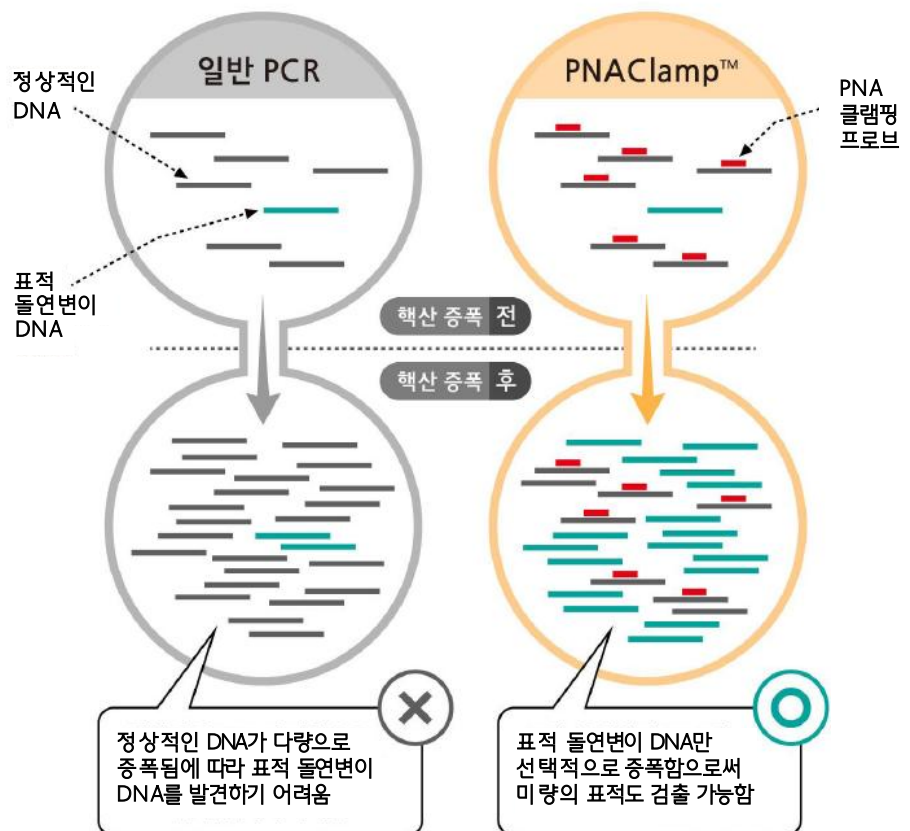 일반 PCR
PNAClamp™
정상적인
DNA
PNA
클램핑
프로브
표적
돌연변이
DNA
핵산 증폭 전
핵산 증폭 후
정상적인 DNA가 다량으로
증폭됨에 따라 표적 돌연변이
DNA를 발견하기 어려움
표적 돌연변이 DNA만
선택적으로 증폭함으로써
미량의 표적도 검출 가능함